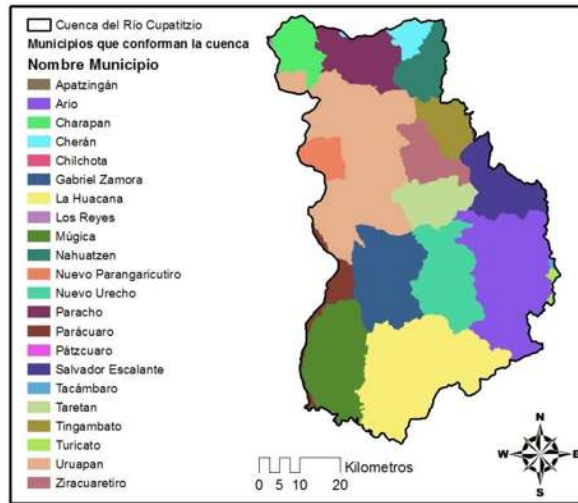 Cuenca del Río Cupatitzio
Municipios que conforman la cuenca
Nombre Municipio
Apatzingán
Ario
Charapan
Cherán
Chilchota
Gabriel Zamora
La Huacana
Los Reyes
Múgica
Nahuatzen
Nuevo Parangaricutiro
Nuevo Urecho
Paracho
Parácuaro
Pátzcuaro
Salvador Escalante
Tacámbaro
Taretan
Tingambato
Turicato
Uruapan
Ziracuaretiro
Kilometros
0 5 10 20
N
W E
S